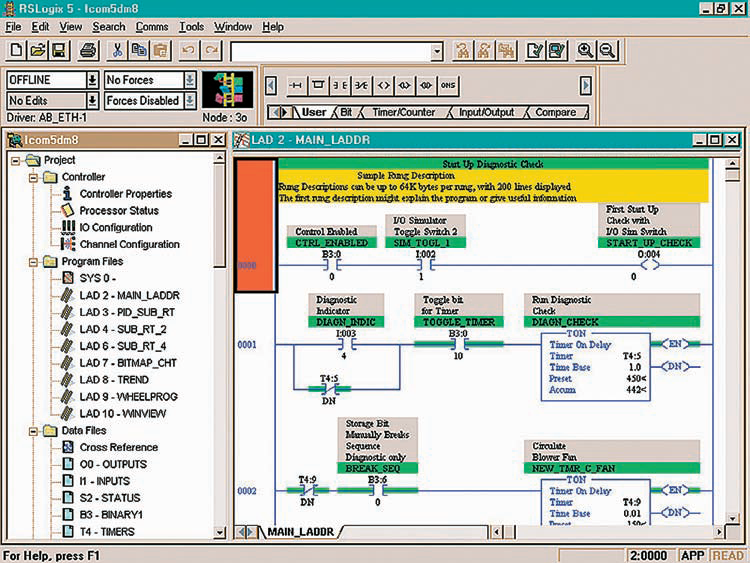 RSLogix 5 - Icom5dm8
File Edit View Search Comms Tools Window Help
OFFLINE
No Forces
No Edits
Forces Disabled
Driver: AB_ETH-1
Node : 3o
ONS
User Bit Timer/Counter Input/Output Compare
Icom5dm8
Project
Controller
Controller Properties
Processor Status
IO Configuration
Channel Configuration
Program Files
SYS 0 -
LAD 2 - MAIN_LADDR
LAD 3 - PID_SUB_RT
LAD 4 - SUB_RT_2
LAD 6 - SUB_RT_4
LAD 7 - BITMAP_CHT
LAD 8 - TREND
LAD 9 - WHEELPROG
LAD 10 - WINVIEW
Data Files
Cross Reference
O0 - OUTPUTS
I1 - INPUTS
S2 - STATUS
B3 - BINARY1
T4 - TIMERS
LAD 2 - MAIN_LADDR
Start Up Diagnostic Check
Sample Rung Description
Rung Descriptions can be up to 64K bytes per rung, with 200 lines displayed
The first rung description might explain the program or give useful information
0000
Control Enabled
CTRL_ENABLED
B3:0
0
I/O Simulator
Toggle Switch 2
SIM_TOGL_1
I:002
1
First Start Up
Check with
I/O Sim Switch
START_UP_CHECK
O:004
0
0001
Diagnostic
Indicator
DIAGN_INDIC
I:003
4
T4:5
DN
Toggle bit
for Timer
TOGGLE_TIMER
B3:0
10
Run Diagnostic
Check
DIAGN_CHECK
TON
Timer On Delay
Timer T4:5
Time Base 1.0
Preset 450<
Accum 442<
EN
DN
0002
T4:9
DN
Storage Bit
Manually Breaks
Sequence
Diagnostic only
BREAK_SEQ
B3:6
0
Circulate
Blower Fan
NEW_TMR_C_FAN
TON
Timer On Delay
Timer T4:9
Time Base 0.01
Preset 150<
EN
DN
MAIN_LADDR
For Help, press F1
2:0000 APP READ